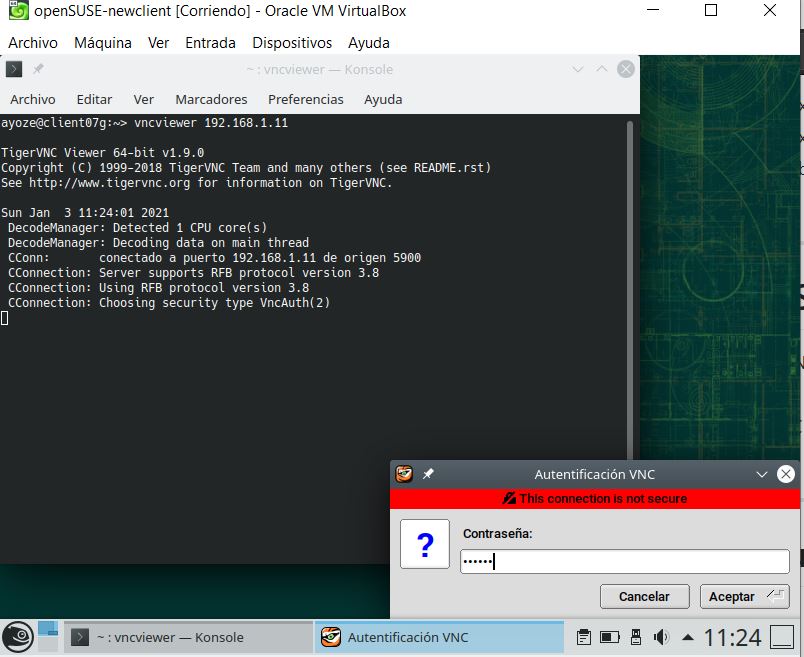 openSUSE-newclient [Corriendo] - Oracle VM VirtualBox
Archivo Máquina Ver Entrada Dispositivos Ayuda
~ : vncviewer — Konsole
Archivo Editar Ver Marcadores Preferencias Ayuda
ayoze@client07g:~> vncviewer 192.168.1.11
TigerVNC Viewer 64-bit v1.9.0
Copyright (C) 1999-2018 TigerVNC Team and many others (see README.rst)
See http://www.tigervnc.org for information on TigerVNC.
Sun Jan  3 11:24:01 2021
DecodeManager: Detected 1 CPU core(s)
DecodeManager: Decoding data on main thread
CConn:       conectado a puerto 192.168.1.11 de origen 5900
CConnection: Server supports RFB protocol version 3.8
CConnection: Using RFB protocol version 3.8
CConnection: Choosing security type VncAuth(2)
Autentificación VNC
This connection is not secure
?
Contraseña:
••••••
Cancelar Aceptar
~ : vncviewer — Konsole Autentificación VNC 11:24